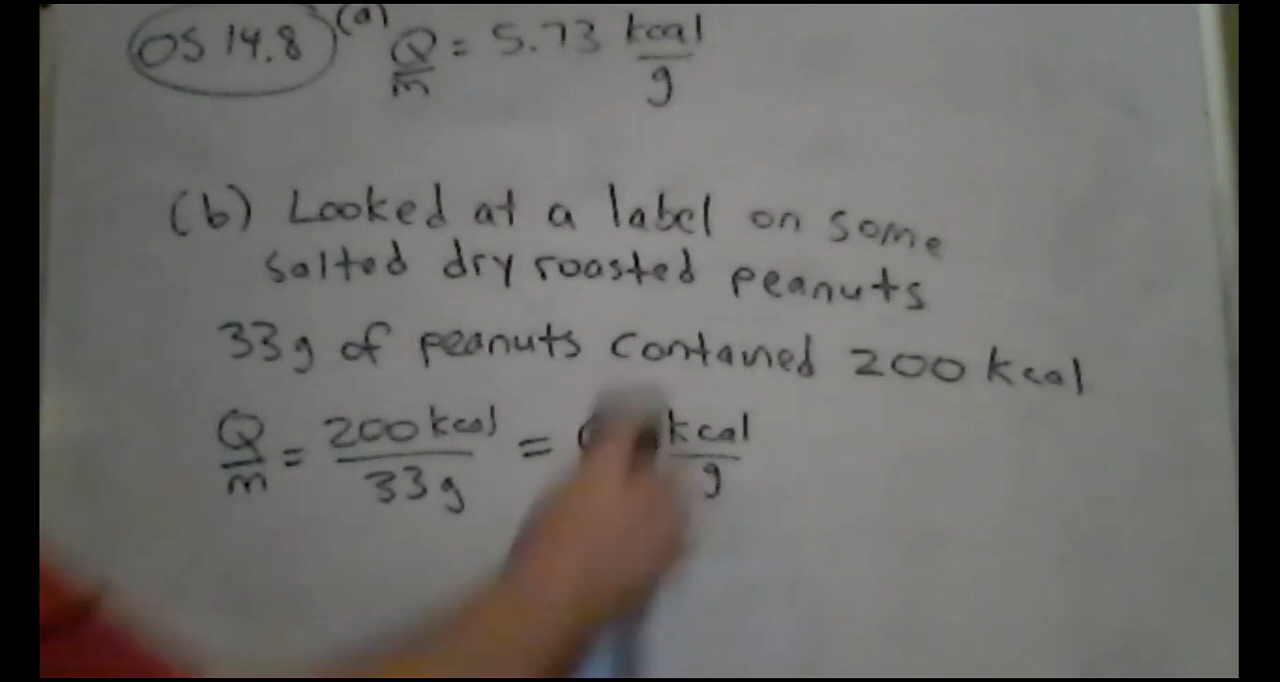 OS 14.8 (a) Q/m = 5.73 kcal/g
(b) Looked at a label on some
salted dry roasted peanuts
33g of peanuts contained 200 kcal
Q/m = 200 kcal/33g = kcal/g